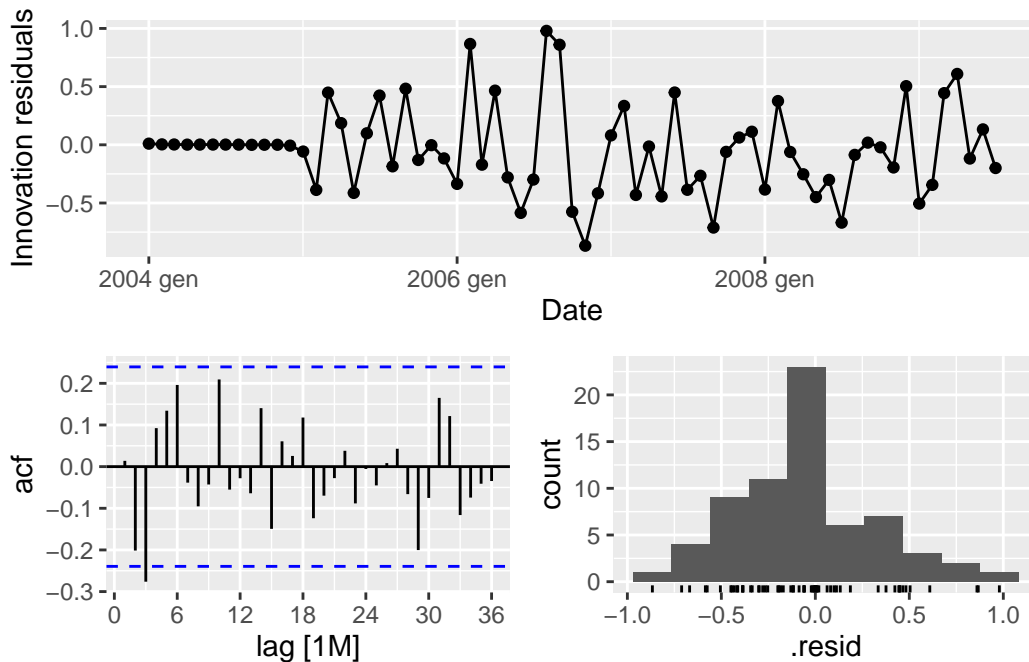 Innovation residuals
1.0
0.5
0.0
−0.5
2004 gen 2006 gen 2008 gen
Date
acf
0.2
0.1
0.0
−0.1
−0.2
−0.3
0 6 12 18 24 30 36
lag [1M]
count
20
15
10
5
0
−1.0 −0.5 0.0 0.5 1.0
.resid